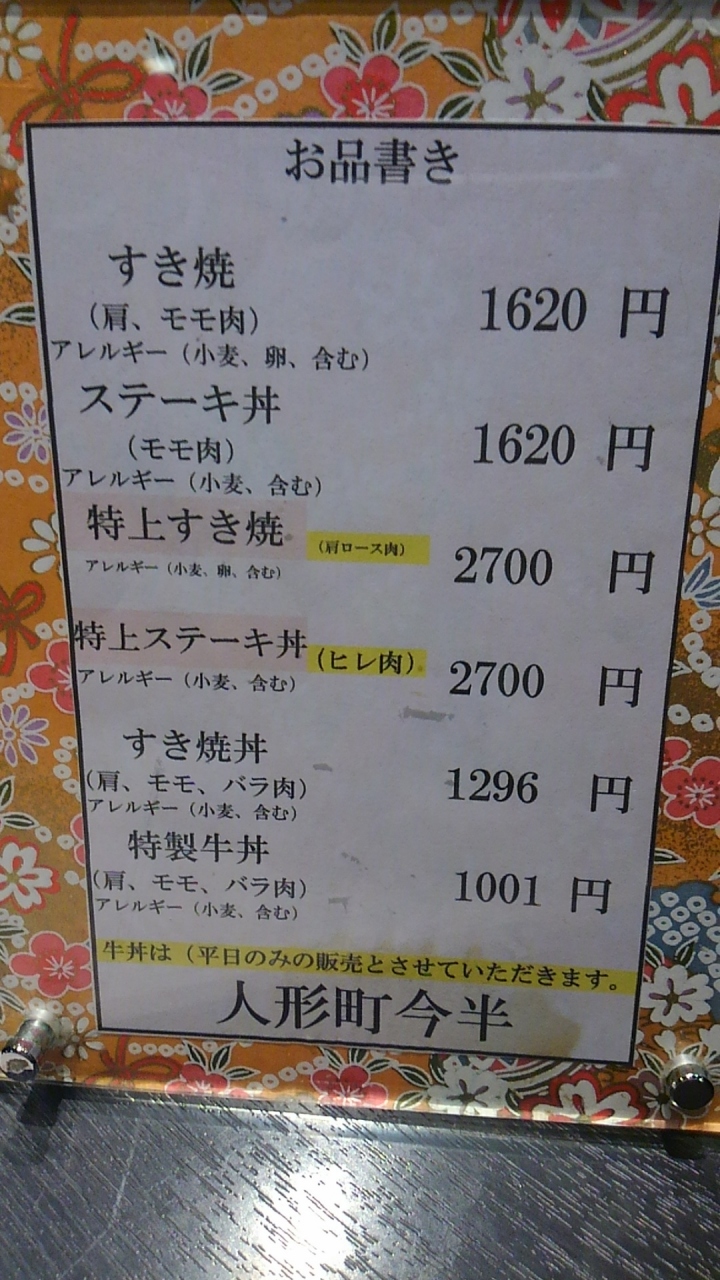 お品書き
すき焼 1620 円
（肩、モモ肉）
アレルギー（小麦、卵、含む）
ステーキ丼 1620 円
（モモ肉）
アレルギー（小麦、含む）
特上すき焼 （肩ロース肉） 2700 円
アレルギー（小麦、卵、含む）
特上ステーキ丼 （ヒレ肉） 2700 円
アレルギー（小麦、含む）
すき焼丼 1296 円
（肩、モモ、バラ肉）
アレルギー（小麦、含む）
特製牛丼 1001 円
（肩、モモ、バラ肉）
アレルギー（小麦、含む）
牛丼は（平日のみの販売とさせていただきます。
人形町今半